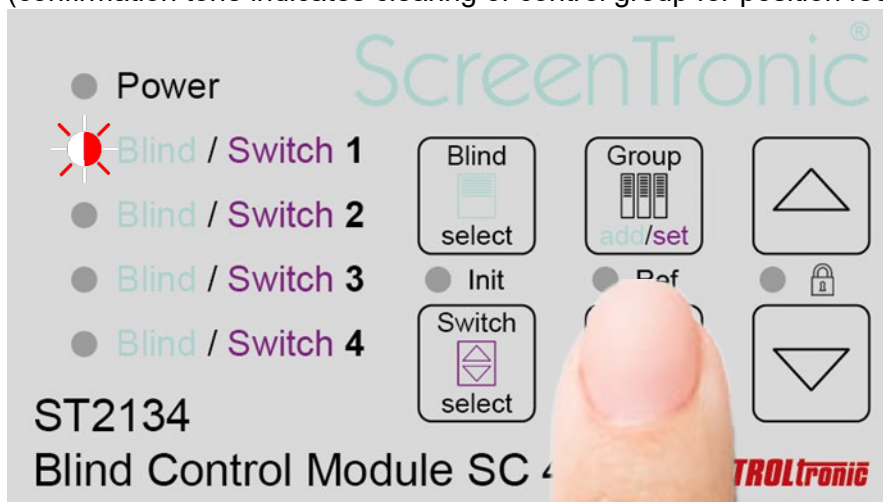 ScreenTronic®
Power
Blind / Switch 1
Blind / Switch 2
Blind / Switch 3
Blind / Switch 4
Blind
select
Group
add/set
Init
Ref
Switch
select
ST2134
Blind Control Module SC